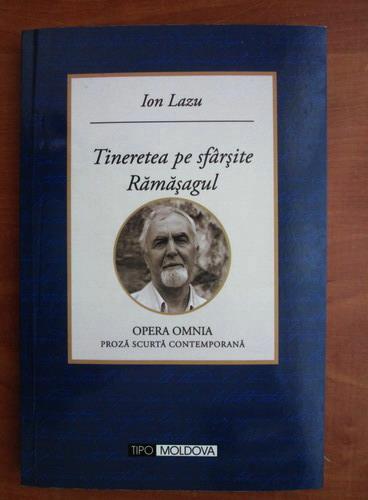 Ion Lazu
Tineretea pe sfârşite
Rămăşagul
OPERA OMNIA
PROZĂ SCURTĂ CONTEMPORANĂ
TIPO MOLDOVA